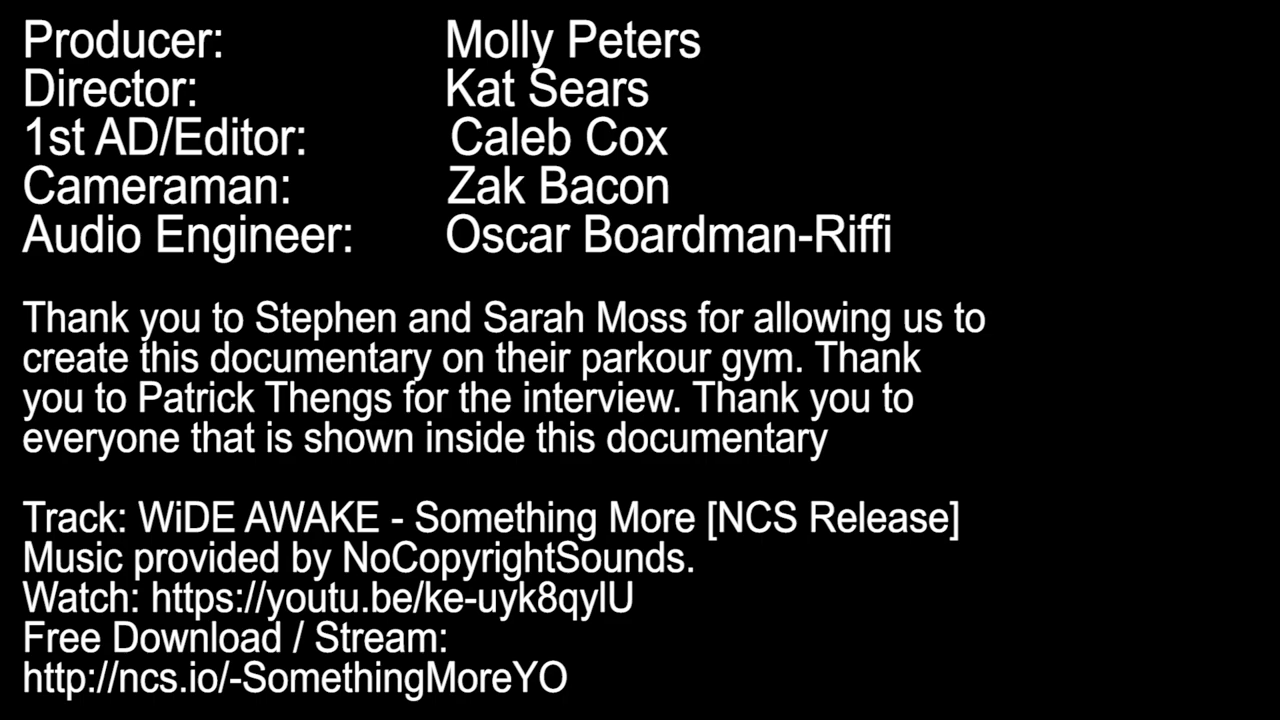 Producer: Molly Peters
Director: Kat Sears
1st AD/Editor: Caleb Cox
Cameraman: Zak Bacon
Audio Engineer: Oscar Boardman-Riffi
Thank you to Stephen and Sarah Moss for allowing us to
create this documentary on their parkour gym. Thank
you to Patrick Thengs for the interview. Thank you to
everyone that is shown inside this documentary
Track: WiDE AWAKE - Something More [NCS Release]
Music provided by NoCopyrightSounds.
Watch: https://youtu.be/ke-uyk8qylU
Free Download / Stream:
http://ncs.io/-SomethingMoreYO